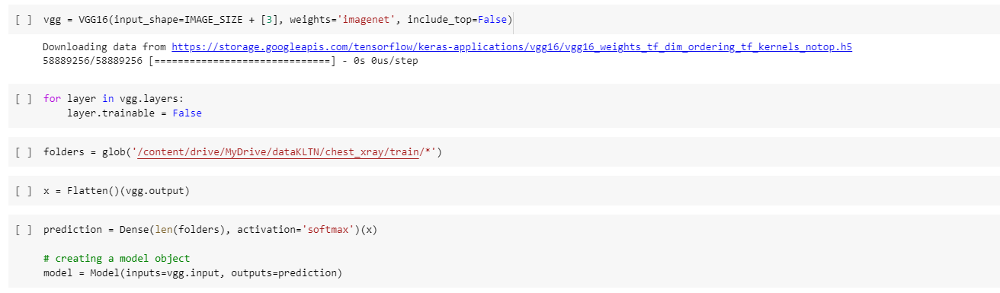 [ ] vgg = VGG16(input_shape=IMAGE_SIZE + [3], weights='imagenet', include_top=False)
Downloading data from https://storage.googleapis.com/tensorflow/keras-applications/vgg16/vgg16_weights_tf_dim_ordering_tf_kernels_notop.h5
58889256/58889256 [==============================] - 0s 0us/step
[ ] for layer in vgg.layers:
        layer.trainable = False
[ ] folders = glob('/content/drive/MyDrive/dataKLTN/chest_xray/train/*')
[ ] x = Flatten()(vgg.output)
[ ] prediction = Dense(len(folders), activation='softmax')(x)
# creating a model object
model = Model(inputs=vgg.input, outputs=prediction)